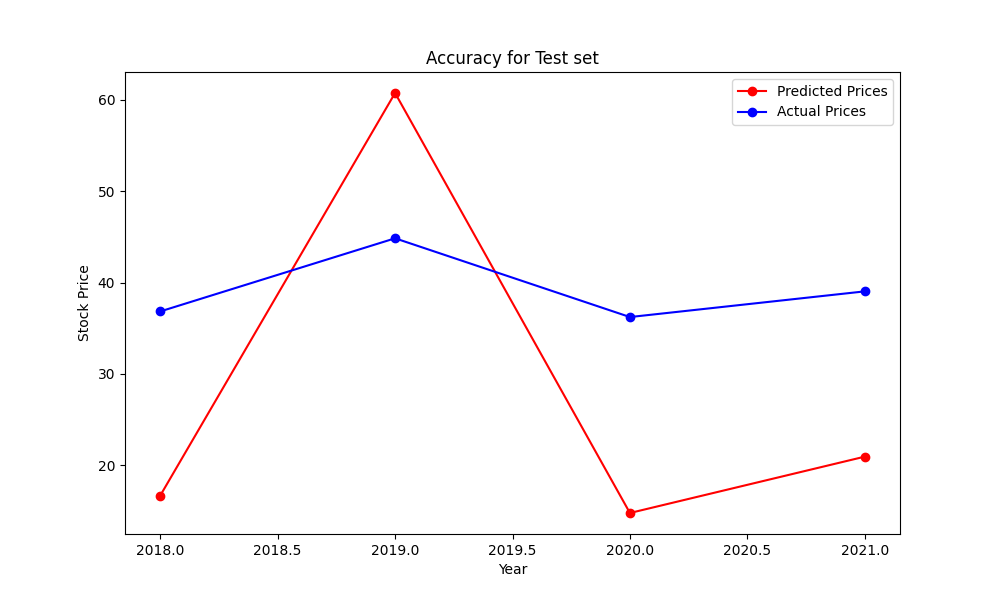 Accuracy for Test set
Predicted Prices
Actual Prices
60
50
40
30
20
Stock Price
2018.0 2018.5 2019.0 2019.5 2020.0 2020.5 2021.0
Year